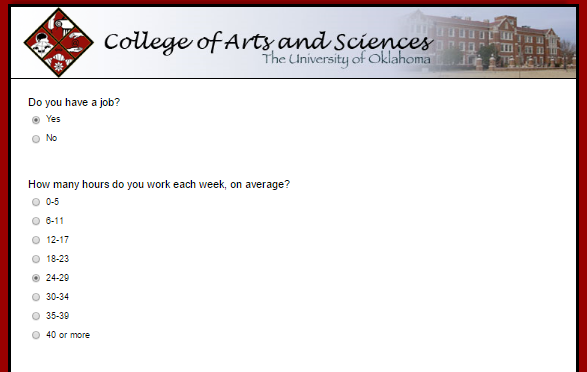 College of Arts and Sciences
The University of Oklahoma
Do you have a job?
Yes
No
How many hours do you work each week, on average?
0-5
6-11
12-17
18-23
24-29
30-34
35-39
40 or more